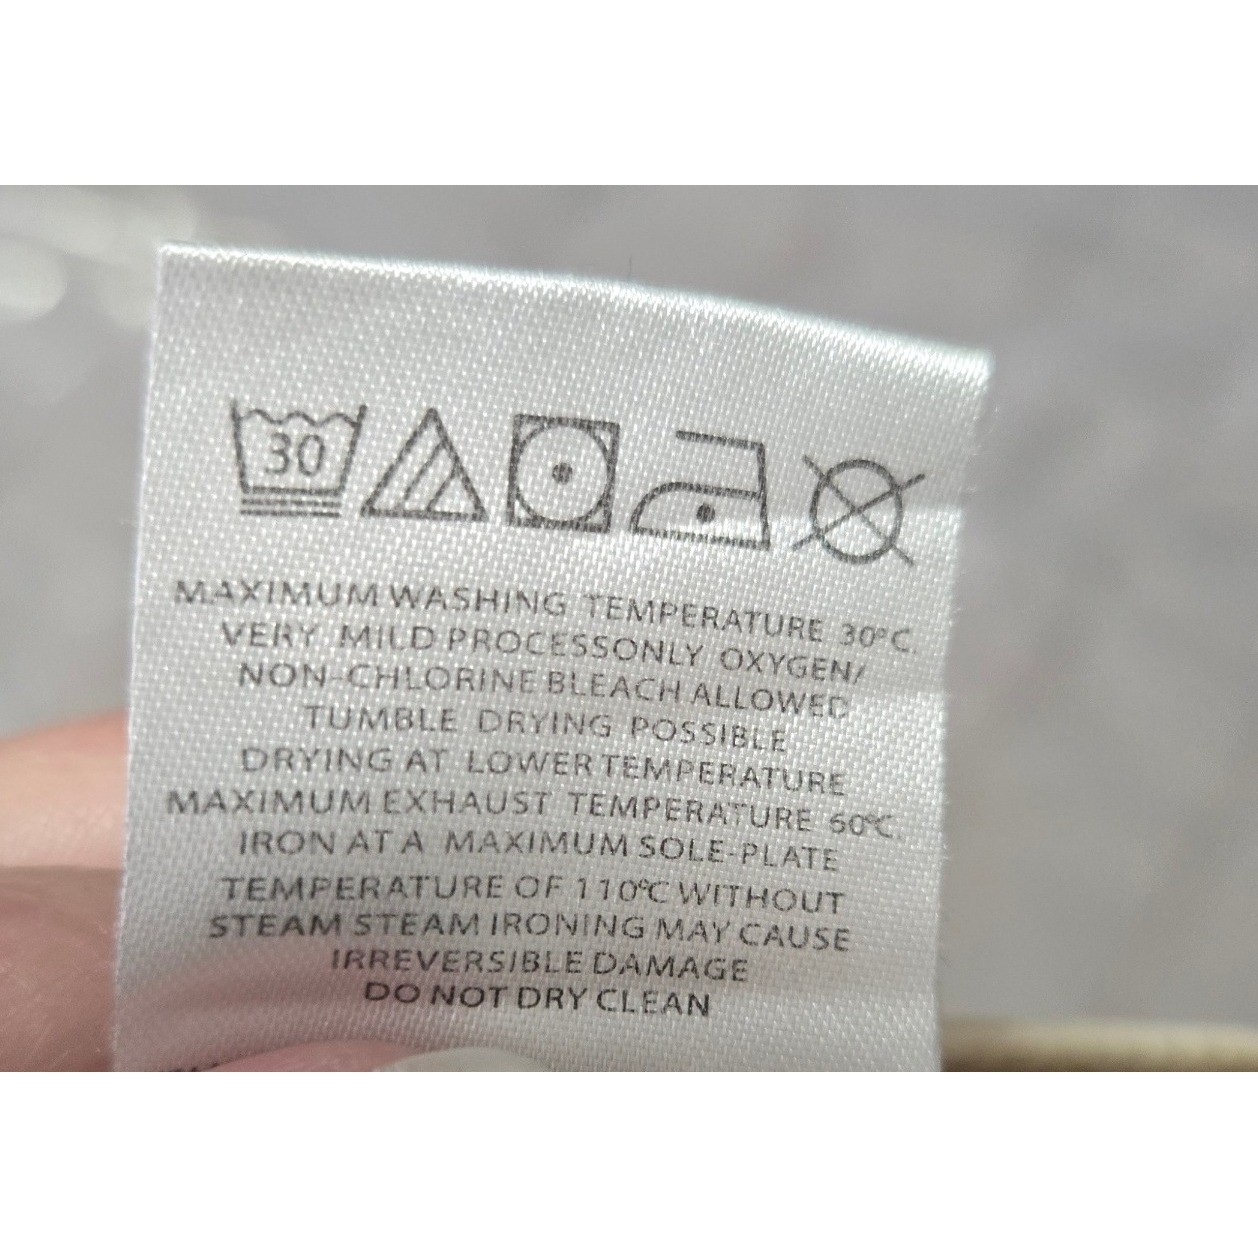 30
MAXIMUM WASHING TEMPERATURE 30°C.
VERY MILD PROCESSONLY OXYGEN/
NON-CHLORINE BLEACH ALLOWED
TUMBLE DRYING POSSIBLE
DRYING AT LOWER TEMPERATURE
MAXIMUM EXHAUST TEMPERATURE 60°C.
IRON AT A MAXIMUM SOLE-PLATE
TEMPERATURE OF 110°C WITHOUT
STEAM STEAM IRONING MAY CAUSE
IRREVERSIBLE DAMAGE
DO NOT DRY CLEAN